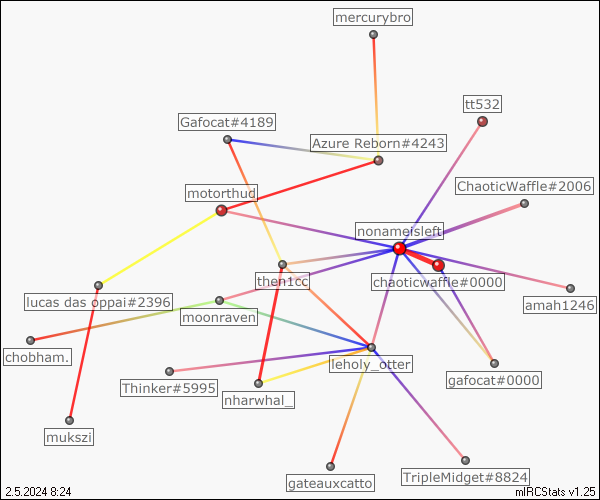 mercurybro
tt532
Gafocat#4189
Azure Reborn#4243
motorthud
ChaoticWaffle#2006
nonameisleft
then1cc
chaoticwaffle#0000
lucas das oppai#2396
amah1246
moonraven
chobham.
leholy_otter
Thinker#5995
gafocat#0000
nharwhal_
mukszi
gateauxcatto
TripleMidget#8824
2.5.2024 8:24
mIRCStats v1.25